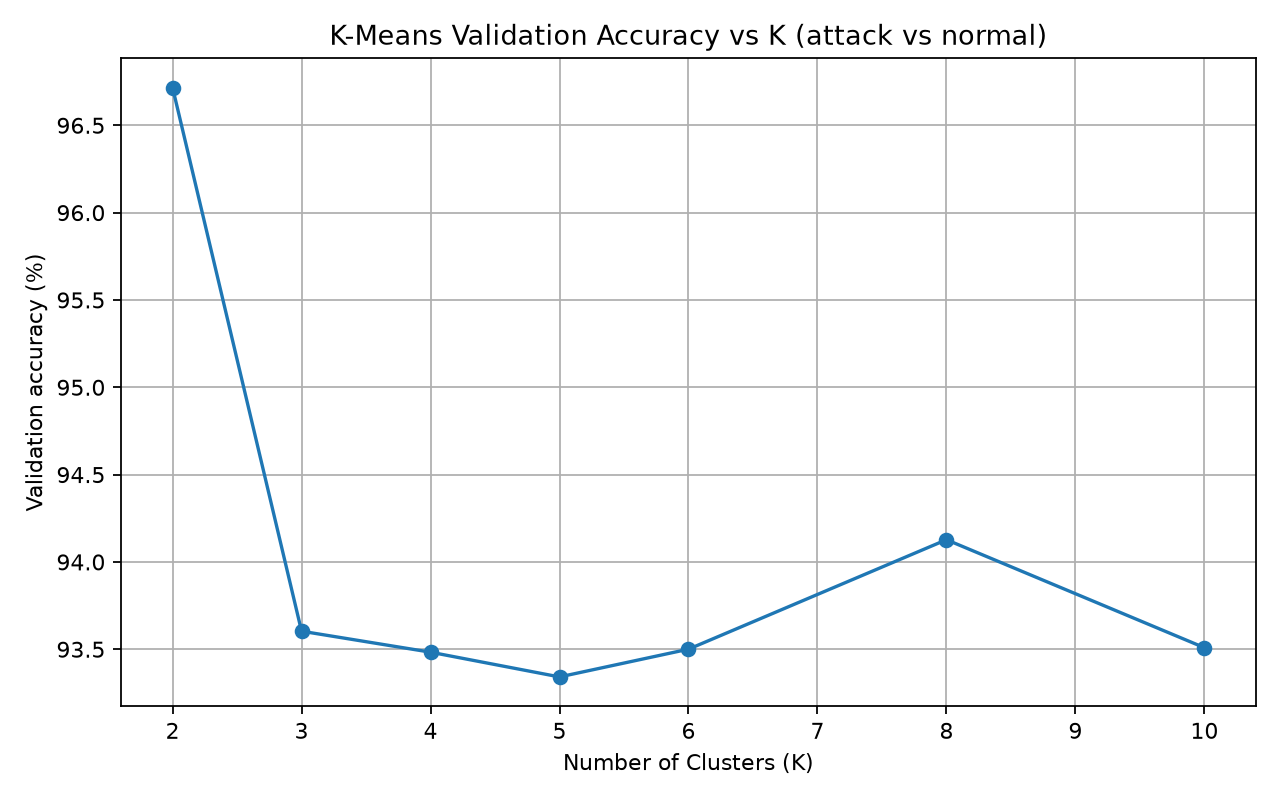 K-Means Validation Accuracy vs K (attack vs normal)
Validation accuracy (%)
96.5
96.0
95.5
95.0
94.5
94.0
93.5
2 3 4 5 6 7 8 9 10
Number of Clusters (K)